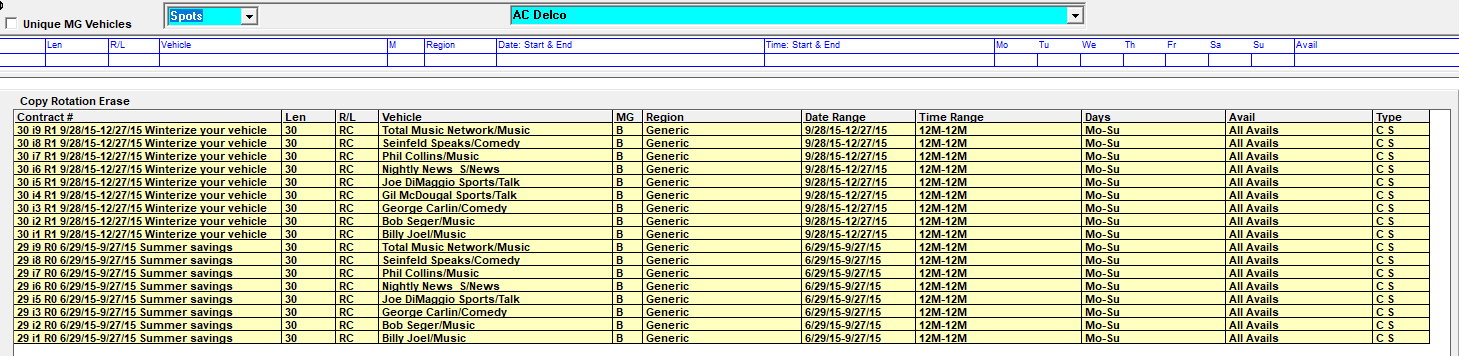 Unique MG Vehicles Spots AC Delco
Len R/L Vehicle M Region Date: Start & End Time: Start & End Mo Tu We Th Fr Sa Su Avail
Copy Rotation Erase
Contract # Len R/L Vehicle MG Region Date Range Time Range Days Avail Type
30 i9 R1 9/28/15-12/27/15 Winterize your vehicle 30 RC Total Music Network/Music B Generic 9/28/15-12/27/15 12M-12M Mo-Su All Avails C S
30 i8 R1 9/28/15-12/27/15 Winterize your vehicle 30 RC Seinfeld Speaks/Comedy B Generic 9/28/15-12/27/15 12M-12M Mo-Su All Avails C S
30 i7 R1 9/28/15-12/27/15 Winterize your vehicle 30 RC Phil Collins/Music B Generic 9/28/15-12/27/15 12M-12M Mo-Su All Avails C S
30 i6 R1 9/28/15-12/27/15 Winterize your vehicle 30 RC Nightly News S/News B Generic 9/28/15-12/27/15 12M-12M Mo-Su All Avails C S
30 i5 R1 9/28/15-12/27/15 Winterize your vehicle 30 RC Joe DiMaggio Sports/Talk B Generic 9/28/15-12/27/15 12M-12M Mo-Su All Avails C S
30 i4 R1 9/28/15-12/27/15 Winterize your vehicle 30 RC Gil McDougal Sports/Talk B Generic 9/28/15-12/27/15 12M-12M Mo-Su All Avails C S
30 i3 R1 9/28/15-12/27/15 Winterize your vehicle 30 RC George Carlin/Comedy B Generic 9/28/15-12/27/15 12M-12M Mo-Su All Avails C S
30 i2 R1 9/28/15-12/27/15 Winterize your vehicle 30 RC Bob Seger/Music B Generic 9/28/15-12/27/15 12M-12M Mo-Su All Avails C S
30 i1 R1 9/28/15-12/27/15 Winterize your vehicle 30 RC Billy Joel/Music B Generic 9/28/15-12/27/15 12M-12M Mo-Su All Avails C S
29 i9 R0 6/29/15-9/27/15 Summer savings 30 RC Total Music Network/Music B Generic 6/29/15-9/27/15 12M-12M Mo-Su All Avails C S
29 i8 R0 6/29/15-9/27/15 Summer savings 30 RC Seinfeld Speaks/Comedy B Generic 6/29/15-9/27/15 12M-12M Mo-Su All Avails C S
29 i7 R0 6/29/15-9/27/15 Summer savings 30 RC Phil Collins/Music B Generic 6/29/15-9/27/15 12M-12M Mo-Su All Avails C S
29 i6 R0 6/29/15-9/27/15 Summer savings 30 RC Nightly News S/News B Generic 6/29/15-9/27/15 12M-12M Mo-Su All Avails C S
29 i5 R0 6/29/15-9/27/15 Summer savings 30 RC Joe DiMaggio Sports/Talk B Generic 6/29/15-9/27/15 12M-12M Mo-Su All Avails C S
29 i3 R0 6/29/15-9/27/15 Summer savings 30 RC George Carlin/Comedy B Generic 6/29/15-9/27/15 12M-12M Mo-Su All Avails C S
29 i2 R0 6/29/15-9/27/15 Summer savings 30 RC Bob Seger/Music B Generic 6/29/15-9/27/15 12M-12M Mo-Su All Avails C S
29 i1 R0 6/29/15-9/27/15 Summer savings 30 RC Billy Joel/Music B Generic 6/29/15-9/27/15 12M-12M Mo-Su All Avails C S